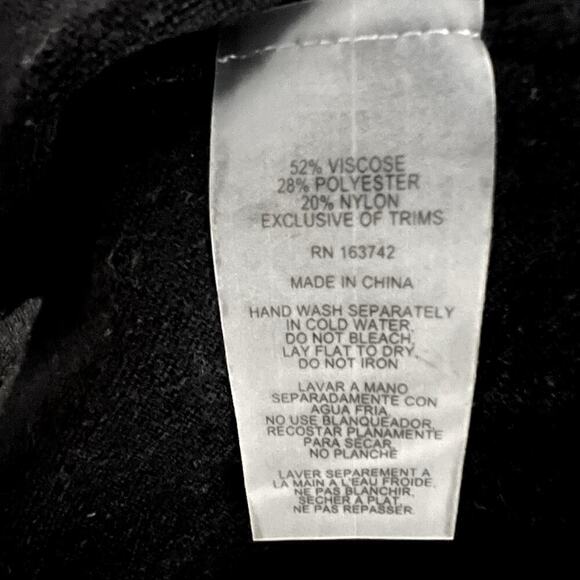 52% VISCOSE
28% POLYESTER
20% NYLON
EXCLUSIVE OF TRIMS
RN 163742
MADE IN CHINA
HAND WASH SEPARATELY
IN COLD WATER,
DO NOT BLEACH,
LAY FLAT TO DRY,
DO NOT IRON
LAVAR A MANO
SEPARADAMENTE CON
AGUA FRIA,
NO USE BLANQUEADOR,
RECOSTAR PLANAMENTE
PARA SECAR,
NO PLANCHE
LAVER SEPAREMENT A
LA MAIN A L'EAU FROIDE,
NE PAS BLANCHIR,
SECHER A PLAT,
NE PAS REPASSER.